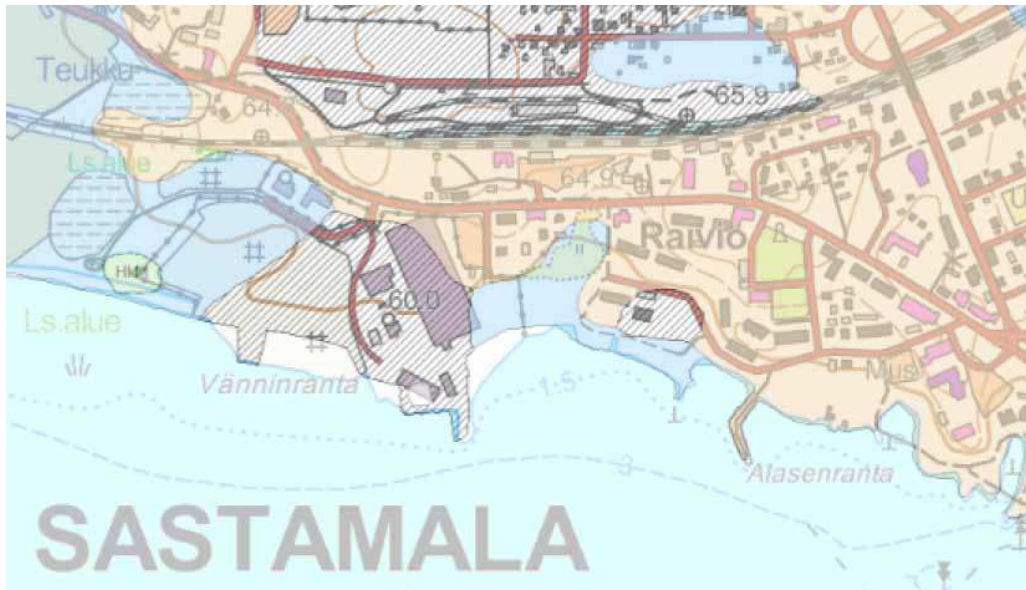 Teukku
65.9
64.7
Ls.alue
64.9
Raivio
60.0
Ls.alue
Vänninranta
1:5
Mus
3
Alasenranta
SASTAMALA